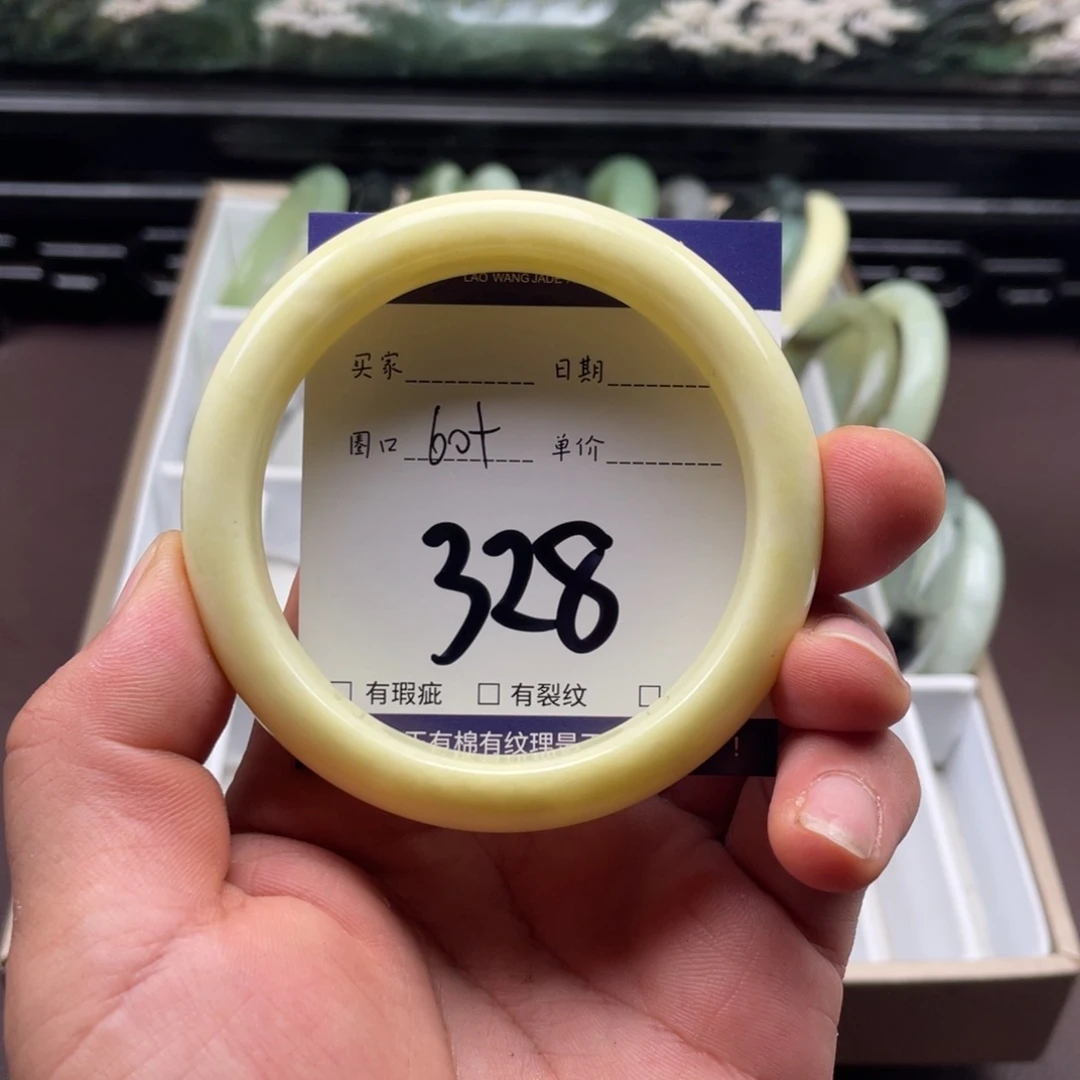 LAO WANG JADE
买家 日期
圈口 60+ 单价
328
□ 有瑕疵 □ 有裂纹 □
有棉有纹理是 !